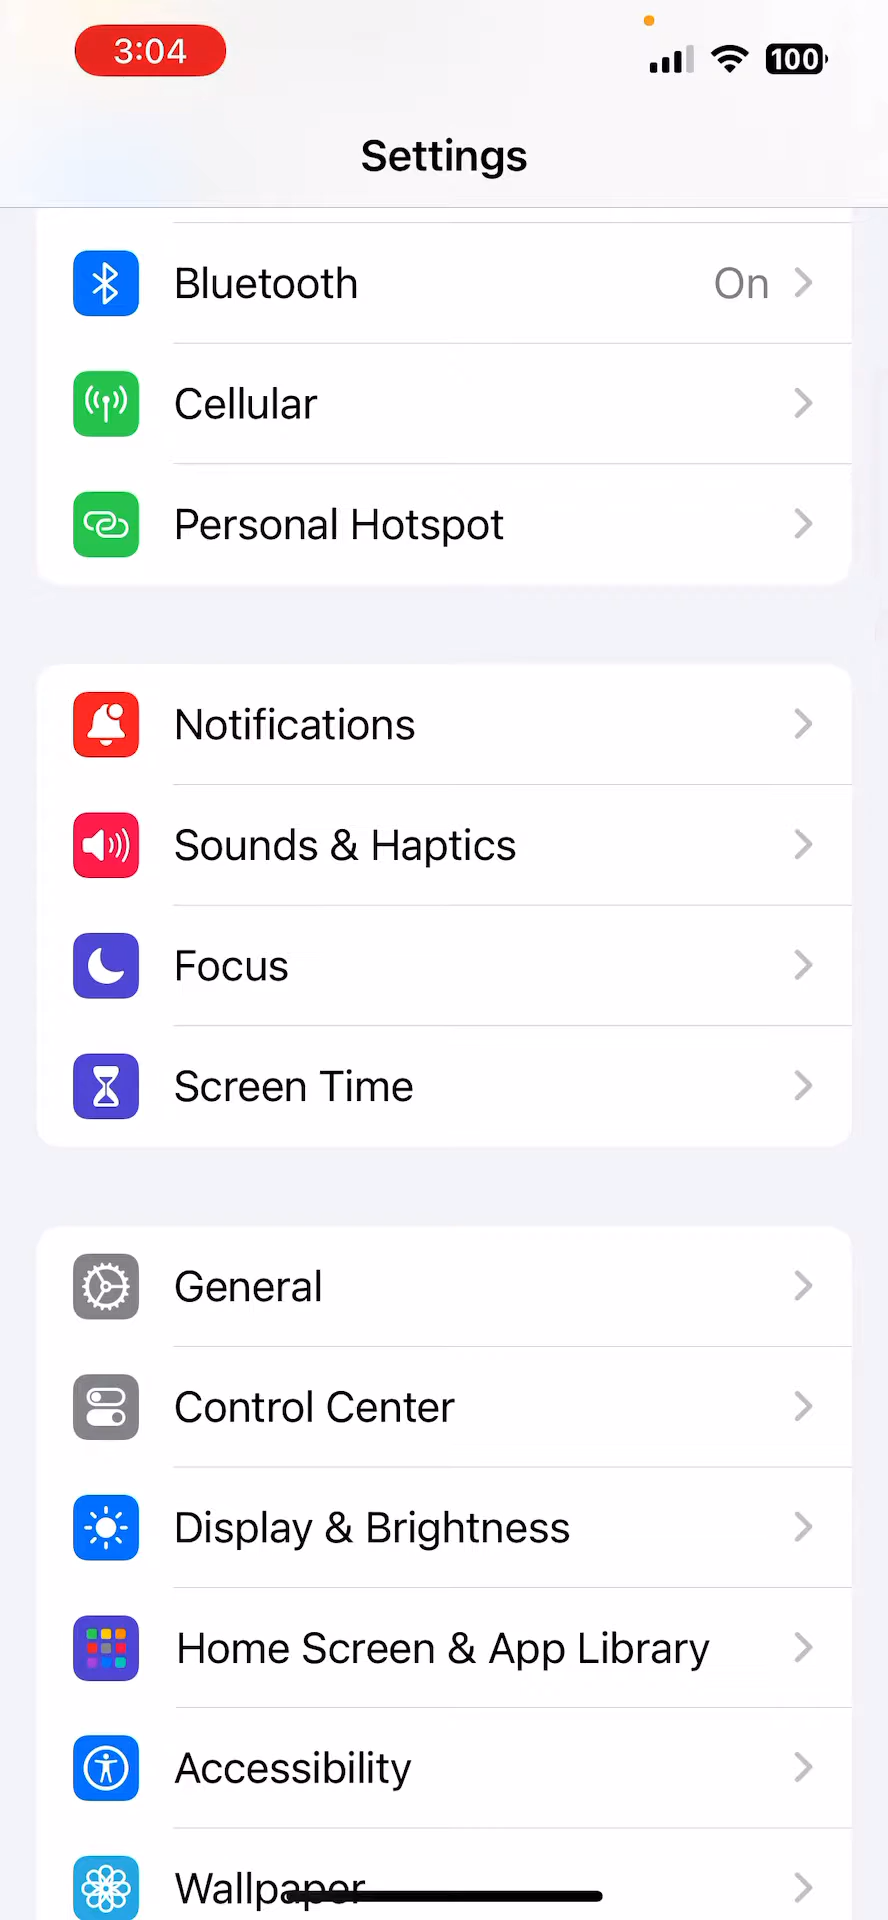 3:04
100
Settings
Bluetooth On
Cellular
Personal Hotspot
Notifications
Sounds & Haptics
Focus
Screen Time
General
Control Center
Display & Brightness
Home Screen & App Library
Accessibility
Wallpaper